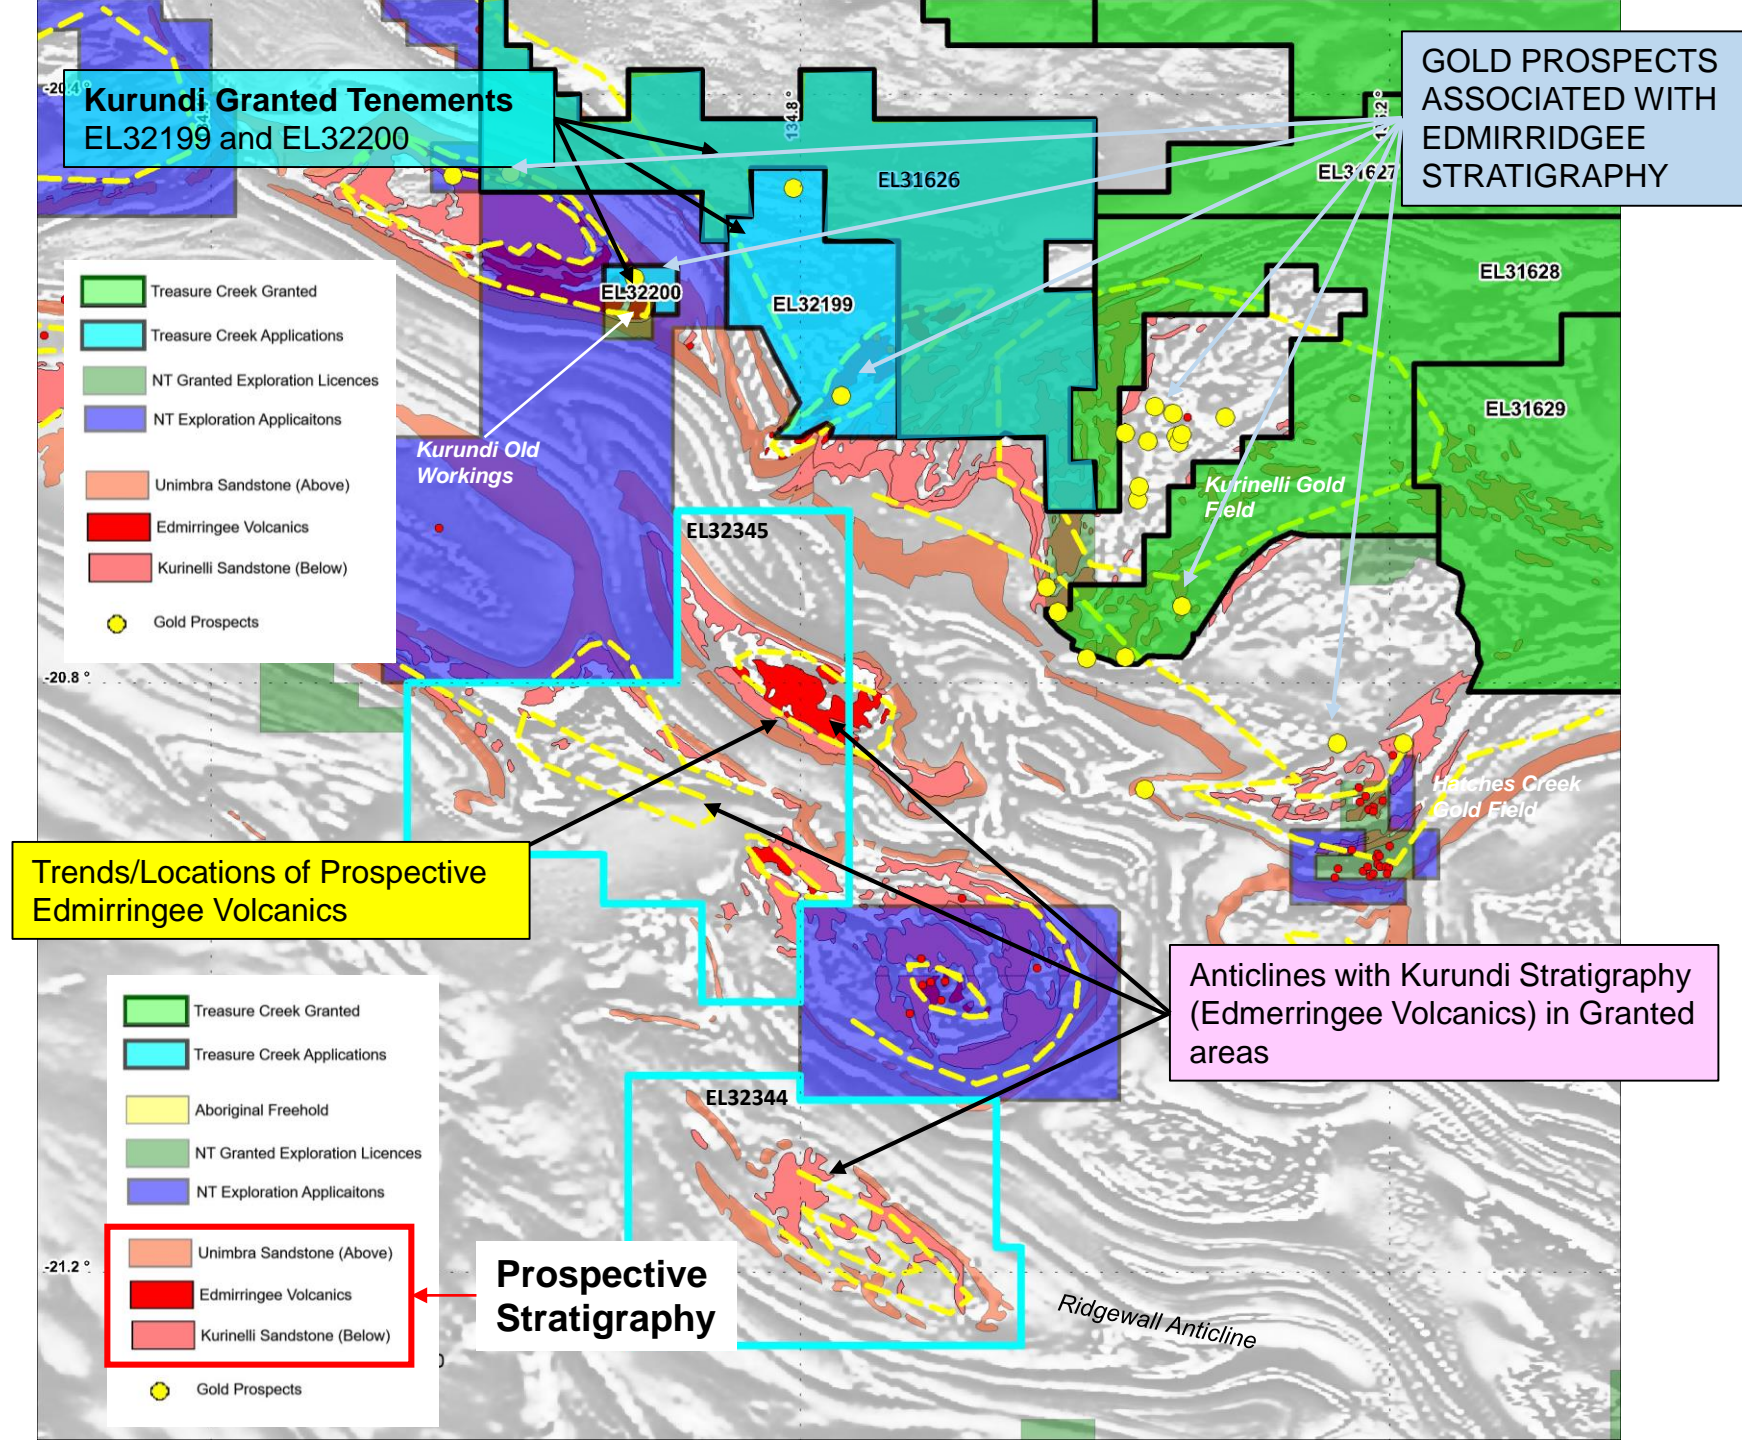 GOLD PROSPECTS
ASSOCIATED WITH
EDMIRRIDGEE
STRATIGRAPHY
Kurundi Granted Tenements
EL32199 and EL32200
134.8 °
EL31626
EL31627
EL31628
EL32200
EL32199
EL31629
Treasure Creek Granted
Treasure Creek Applications
NT Granted Exploration Licences
NT Exploration Applicaitons
Unimbra Sandstone (Above)
Edmirringee Volcanics
Kurinelli Sandstone (Below)
Gold Prospects
Kurundi Old
Workings
Kurinelli Gold
Field
EL32345
-20.8 °
Hatches Creek
Gold Field
Trends/Locations of Prospective
Edmirringee Volcanics
Anticlines with Kurundi Stratigraphy
(Edmerringee Volcanics) in Granted
areas
EL32344
Treasure Creek Granted
Treasure Creek Applications
Aboriginal Freehold
NT Granted Exploration Licences
NT Exploration Applicaitons
Unimbra Sandstone (Above)
Edmirringee Volcanics
Kurinelli Sandstone (Below)
Gold Prospects
-21.2 °
Prospective
Stratigraphy
Ridgewall Anticline